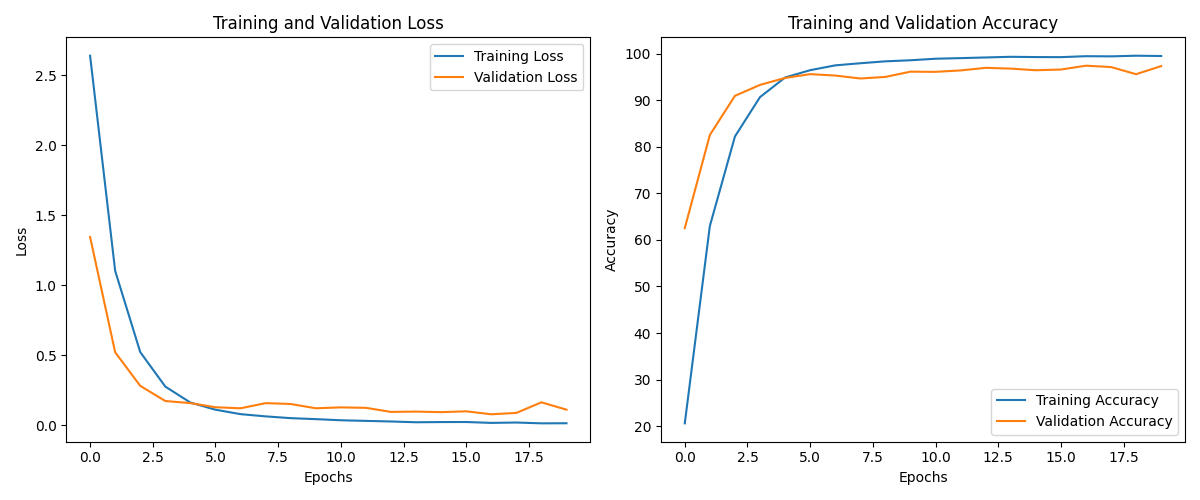 Training and Validation Loss
Training Loss
Validation Loss
2.5
2.0
1.5
1.0
0.5
0.0
Loss
0.0 2.5 5.0 7.5 10.0 12.5 15.0 17.5
Epochs
Training and Validation Accuracy
100
90
80
70
60
50
40
30
20
Accuracy
Training Accuracy
Validation Accuracy
0.0 2.5 5.0 7.5 10.0 12.5 15.0 17.5
Epochs